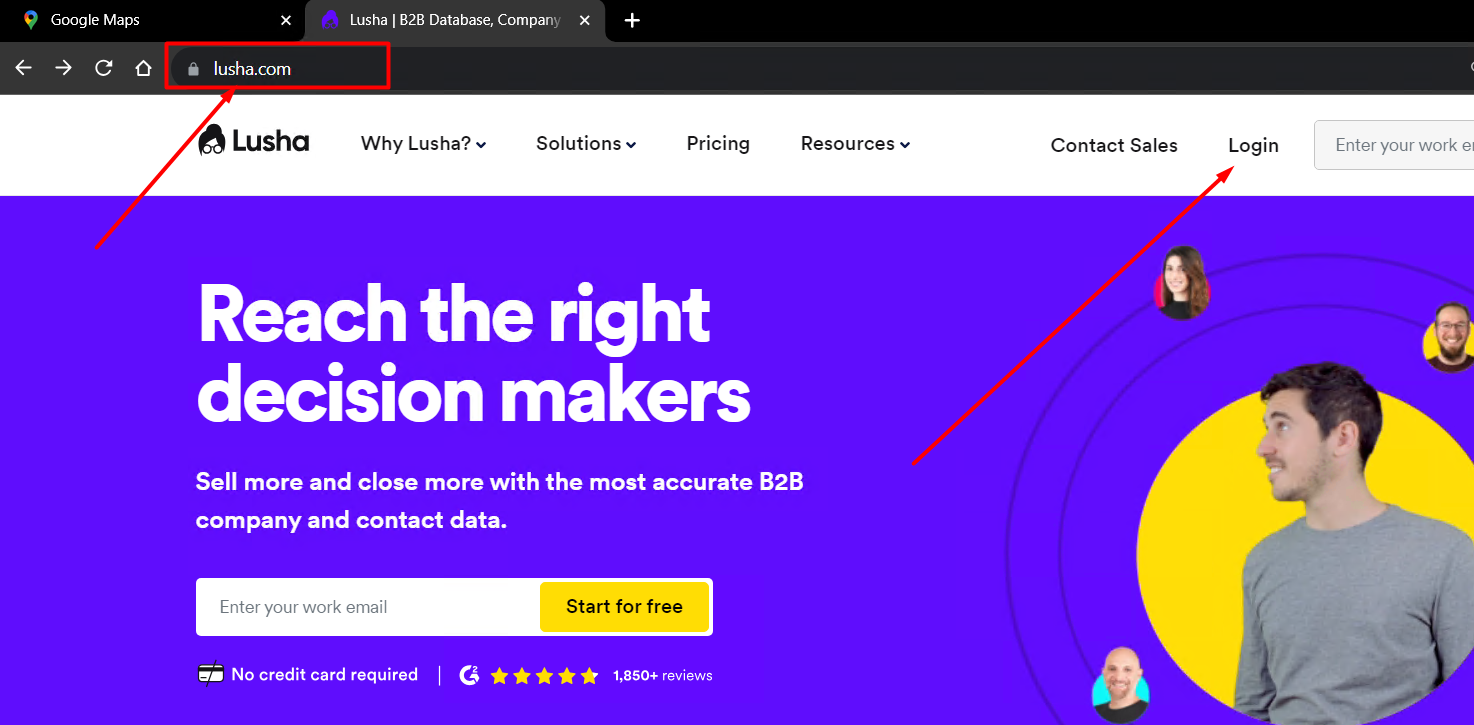 Google Maps
Lusha | B2B Database, Company
lusha.com
Lusha
Why Lusha?
Solutions
Pricing
Resources
Contact Sales
Login
Enter your work
Reach the right
decision makers
Sell more and close more with the most accurate B2B
company and contact data.
Enter your work email
Start for free
No credit card required
G2
1,850+ reviews